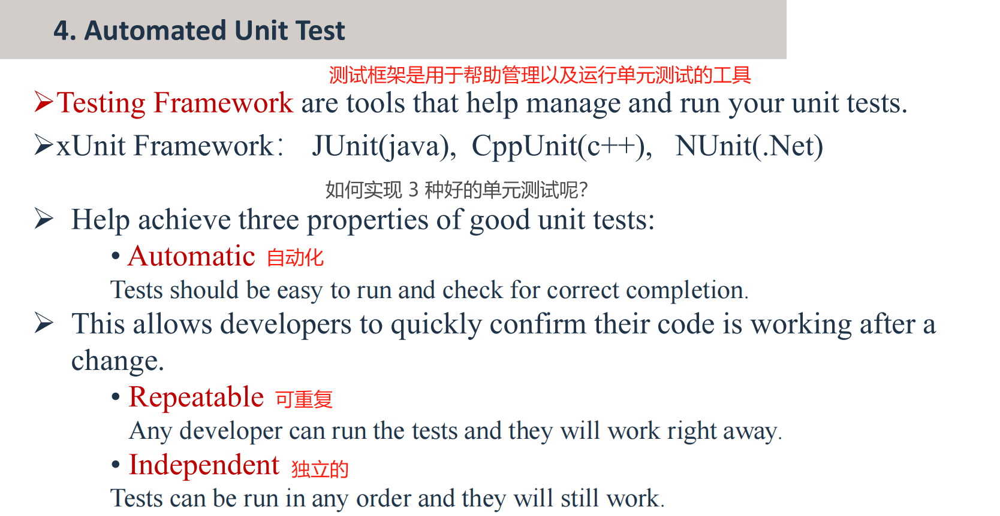 4. Automated Unit Test
测试框架是用于帮助管理以及运行单元测试的工具
➢Testing Framework are tools that help manage and run your unit tests.
➢xUnit Framework： JUnit(java), CppUnit(c++), NUnit(.Net)
如何实现 3 种好的单元测试呢?
➢ Help achieve three properties of good unit tests:
• Automatic 自动化
Tests should be easy to run and check for correct completion.
➢ This allows developers to quickly confirm their code is working after a
change.
• Repeatable 可重复
Any developer can run the tests and they will work right away.
• Independent 独立的
Tests can be run in any order and they will still work.